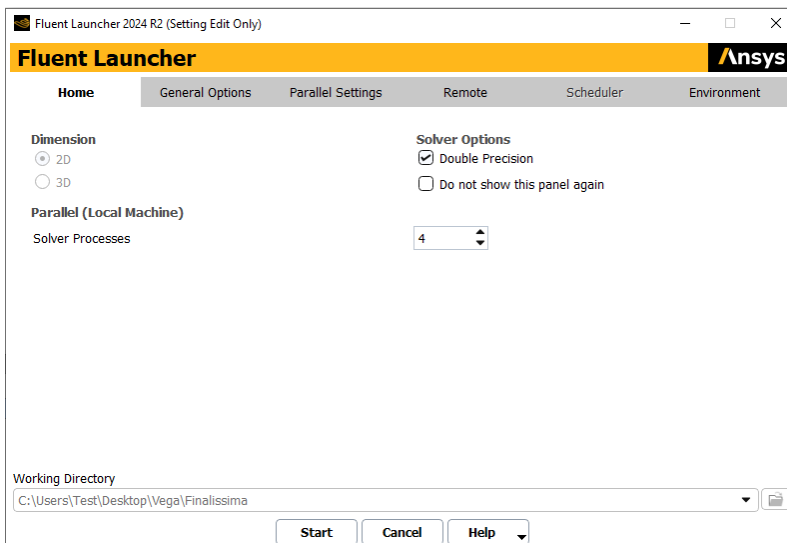 Fluent Launcher 2024 R2 (Setting Edit Only)
Fluent Launcher
Ansys
Home General Options Parallel Settings Remote Scheduler Environment
Dimension
2D
3D
Solver Options
Double Precision
Do not show this panel again
Parallel (Local Machine)
Solver Processes 4
Working Directory
C:\Users\Test\Desktop\Vega\Finalissima
Start Cancel Help